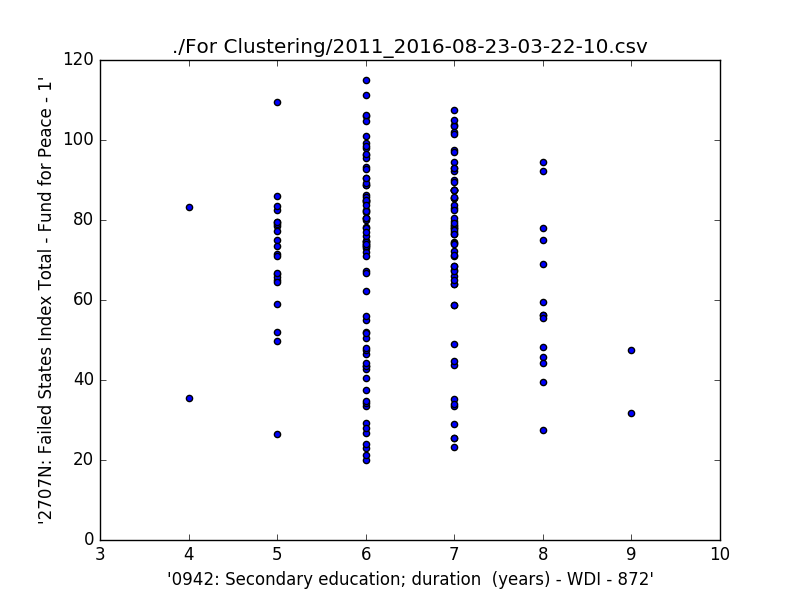 ./For Clustering/2011_2016-08-23-03-22-10.csv
120
100
80
60
40
20
0
'2707N: Failed States Index Total - Fund for Peace - 1'
3 4 5 6 7 8 9 10
'0942: Secondary education; duration  (years) - WDI - 872'